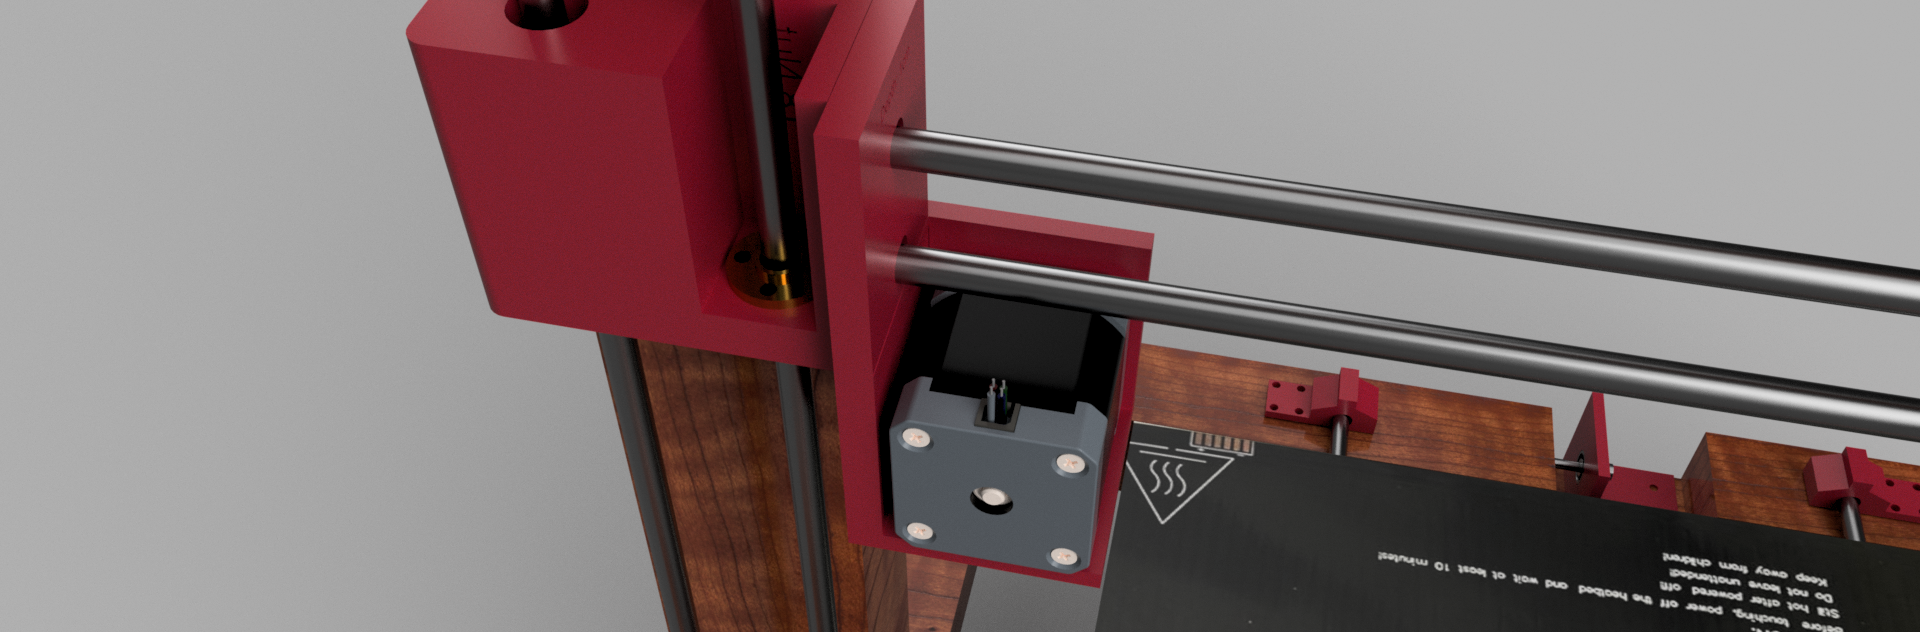 Before touching, power off the heatbed and wait at least 10 minutes!
Still hot after powered off!
Do not leave unattended!
Keep away from children!